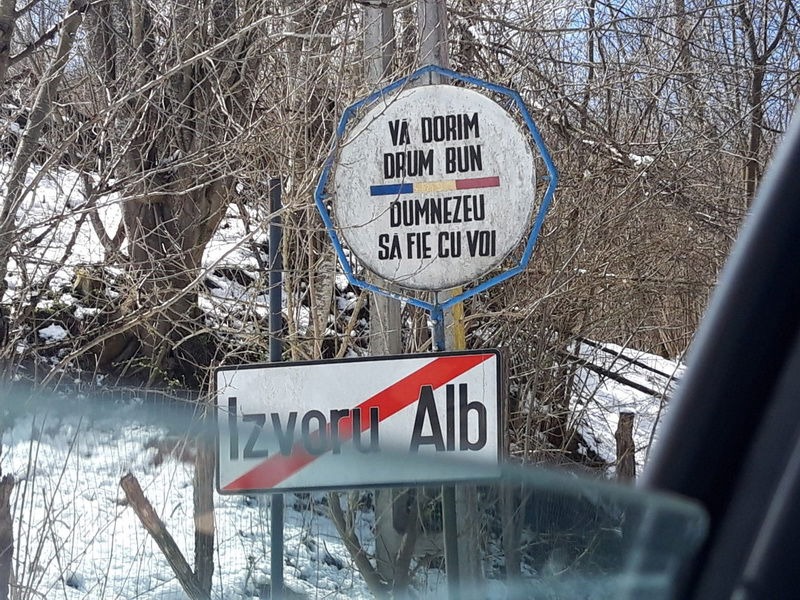 VA DORIM
DRUM BUN
DUMNEZEU
SA FIE CU VOI
Izvoru Alb